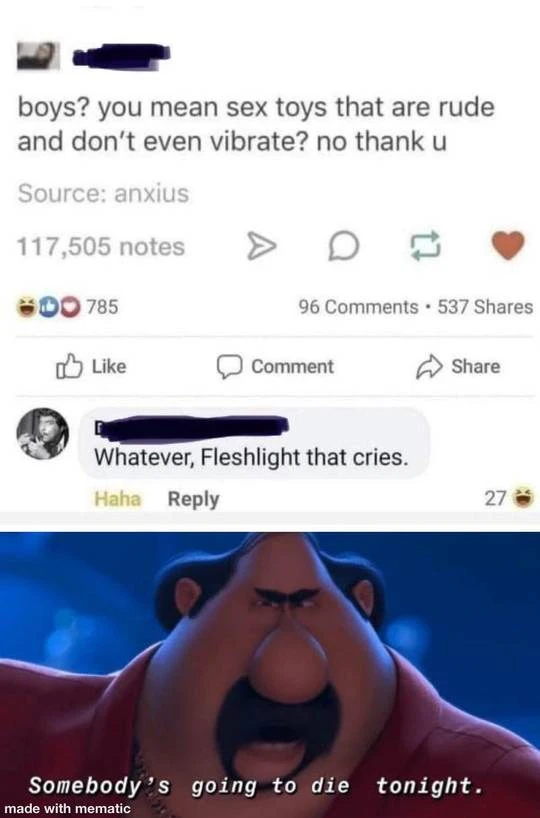 boys? you mean sex toys that are rude
and don't even vibrate? no thank u
Source: anxius
117,505 notes
785
96 Comments • 537 Shares
Like
Comment
Share
Whatever, Fleshlight that cries.
Haha Reply
27
Somebody's going to die tonight.
made with mematic